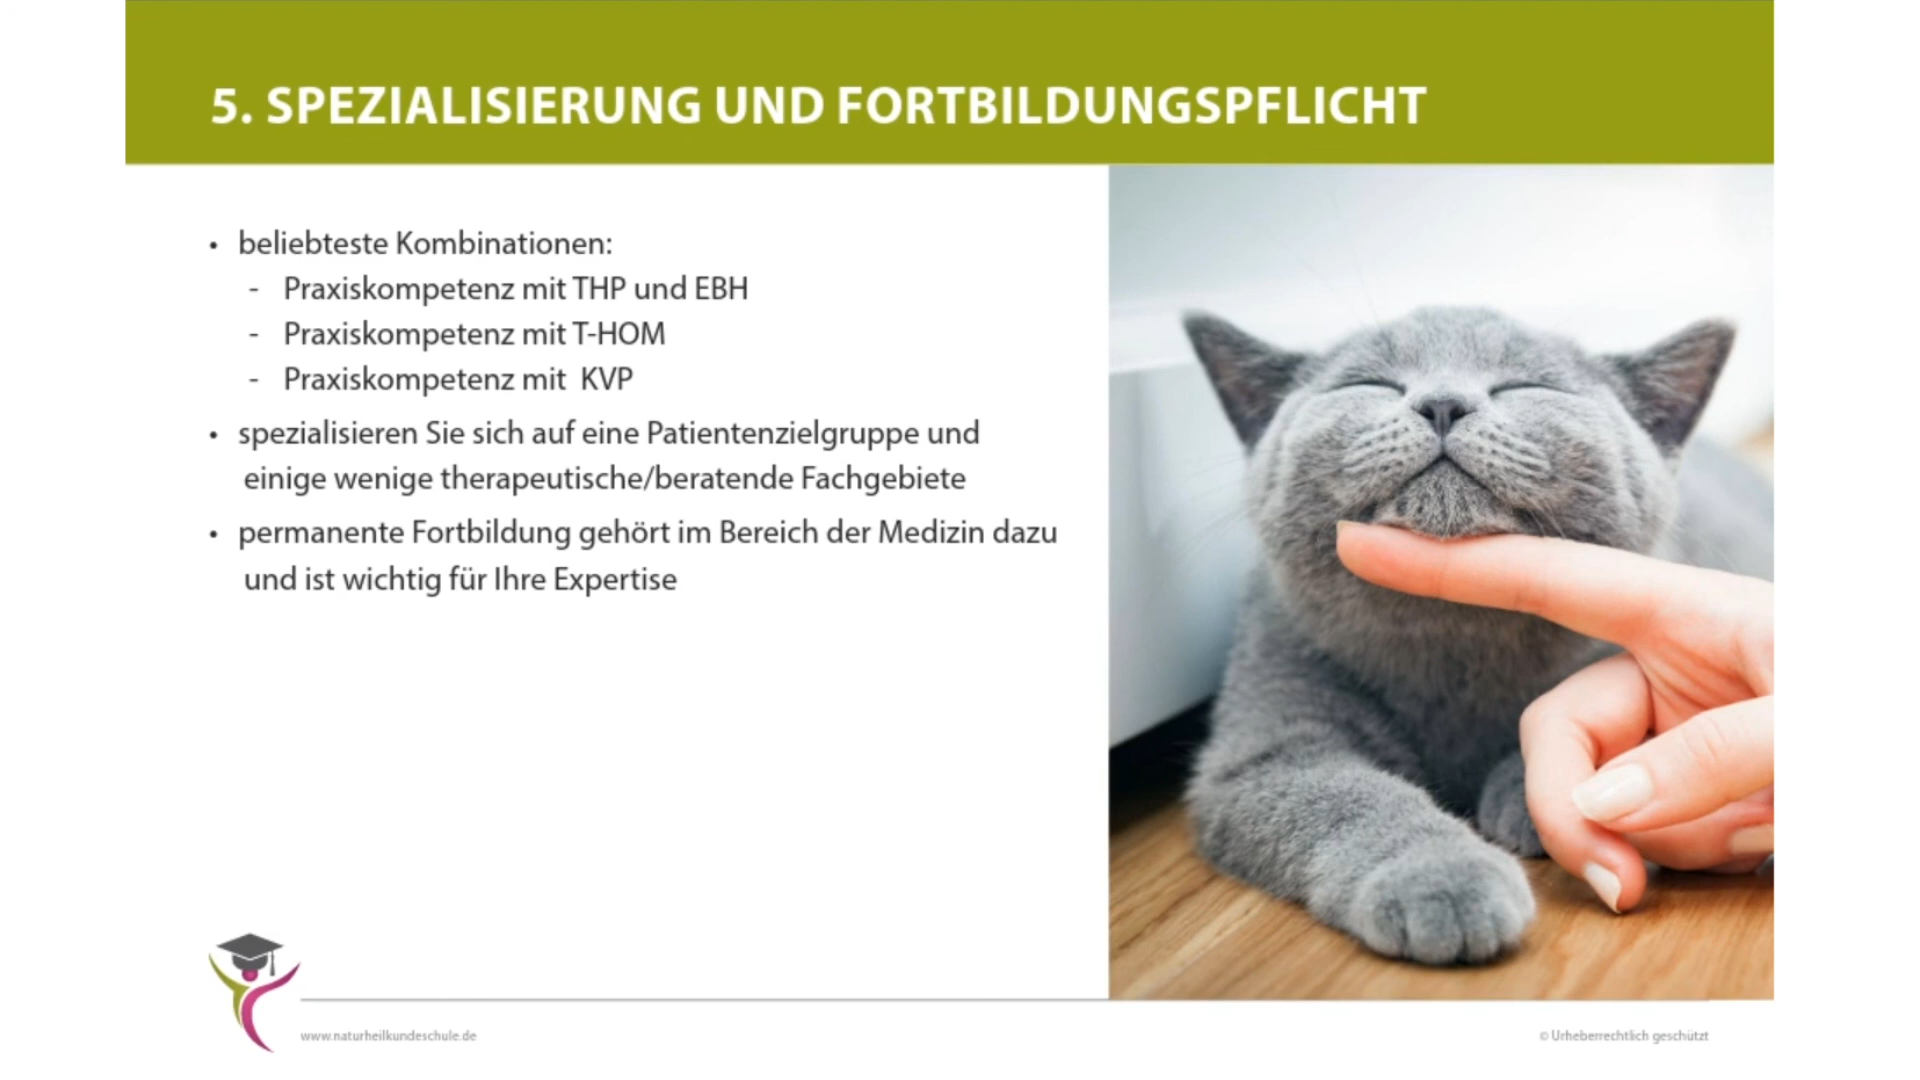 5. SPEZIALISIERUNG UND FORTBILDUNGSPFLICHT
• beliebteste Kombinationen:
- Praxiskompetenz mit THP und EBH
- Praxiskompetenz mit T-HOM
- Praxiskompetenz mit KVP
• spezialisieren Sie sich auf eine Patientenzielgruppe und
einige wenige therapeutische/beratende Fachgebiete
• permanente Fortbildung gehört im Bereich der Medizin dazu
und ist wichtig für Ihre Expertise
www.naturheilkundeschule.de
© Urheberrechtlich geschützt